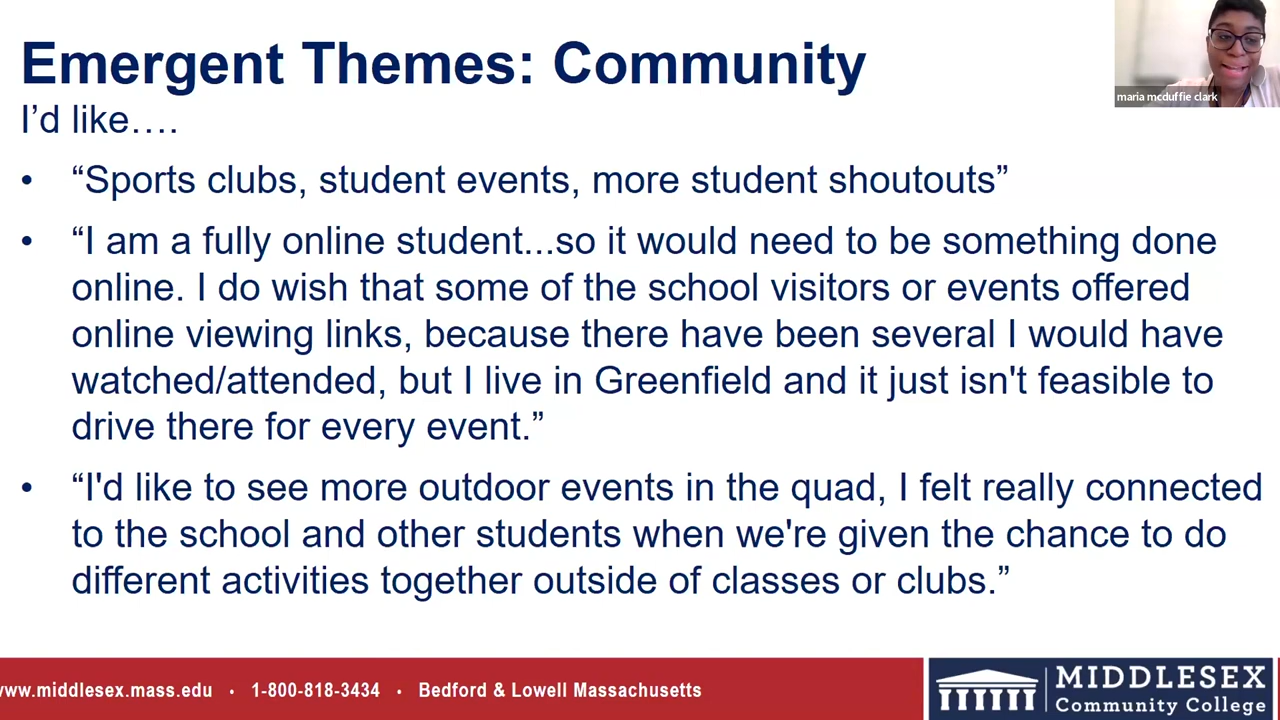 Emergent Themes: Community
maria mcduffie clark
I’d like….
• “Sports clubs, student events, more student shoutouts”
• “I am a fully online student...so it would need to be something done
online. I do wish that some of the school visitors or events offered
online viewing links, because there have been several I would have
watched/attended, but I live in Greenfield and it just isn't feasible to
drive there for every event.”
• “I'd like to see more outdoor events in the quad, I felt really connected
to the school and other students when we're given the chance to do
different activities together outside of classes or clubs.”
www.middlesex.mass.edu • 1-800-818-3434 • Bedford & Lowell Massachusetts
MIDDLESEX
Community College